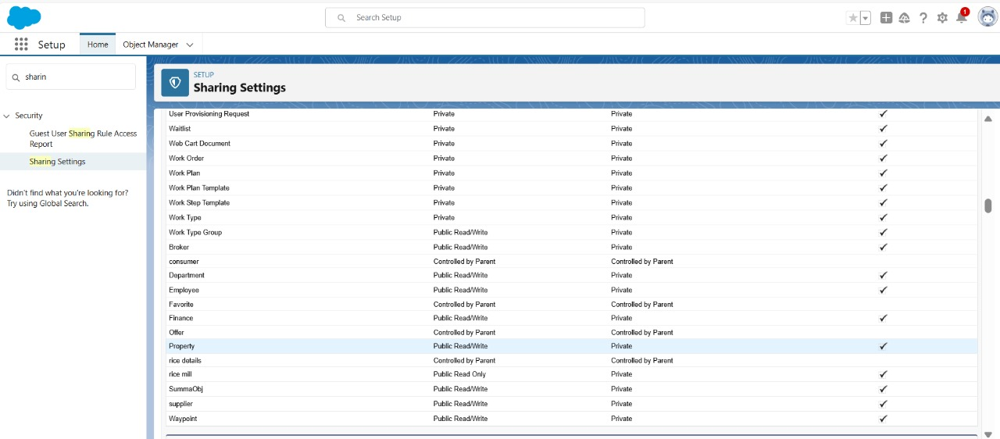 Search Setup
1
Setup
Home
Object Manager
sharin
SETUP
Sharing Settings
Security
Guest User Sharing Rule Access
Report
Sharing Settings
Didn't find what you're looking for?
Try using Global Search.
User Provisioning Request Private Private
Waitlist Private Private
Web Cart Document Private Private
Work Order Private Private
Work Plan Private Private
Work Plan Template Private Private
Work Step Template Private Private
Work Type Private Private
Work Type Group Public Read/Write Private
Broker Public Read/Write Private
consumer Controlled by Parent Controlled by Parent
Department Public Read/Write Private
Employee Public Read/Write Private
Favorite Controlled by Parent Controlled by Parent
Finance Public Read/Write Private
Offer Controlled by Parent Controlled by Parent
Property Public Read/Write Private
rice details Controlled by Parent Controlled by Parent
rice mill Public Read Only Private
SummaObj Public Read/Write Private
supplier Public Read/Write Private
Waypoint Public Read/Write Private